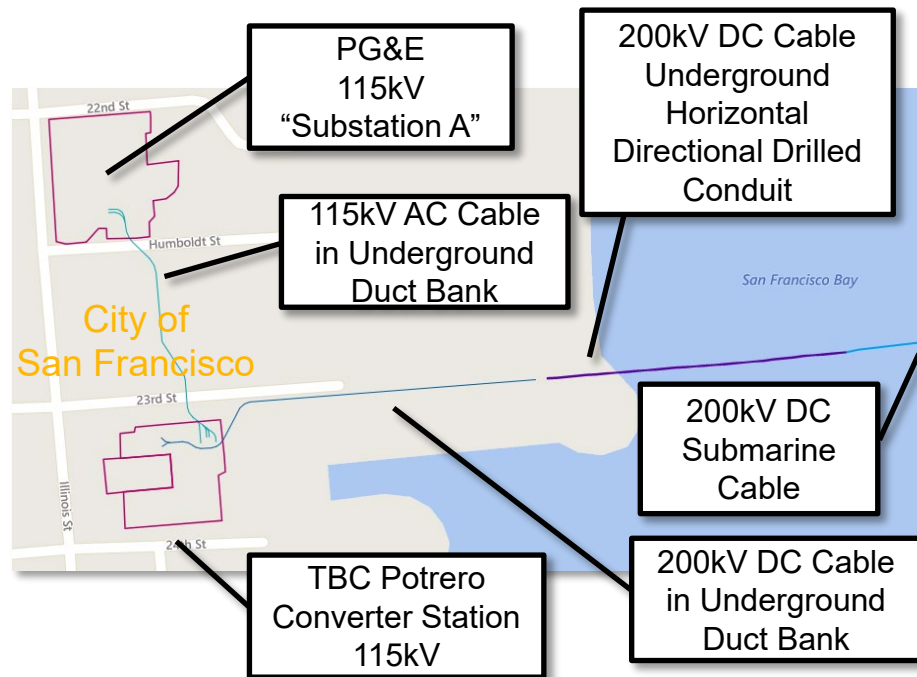 PG&E
115kV
“Substation A”
200kV DC Cable
Underground
Horizontal
Directional Drilled
Conduit
22nd St
115kV AC Cable
in Underground
Duct Bank
Humboldt St
San Francisco Bay
City of
San Francisco
23rd St
200kV DC
Submarine
Cable
Illinois St
24th St
TBC Potrero
Converter Station
115kV
200kV DC Cable
in Underground
Duct Bank